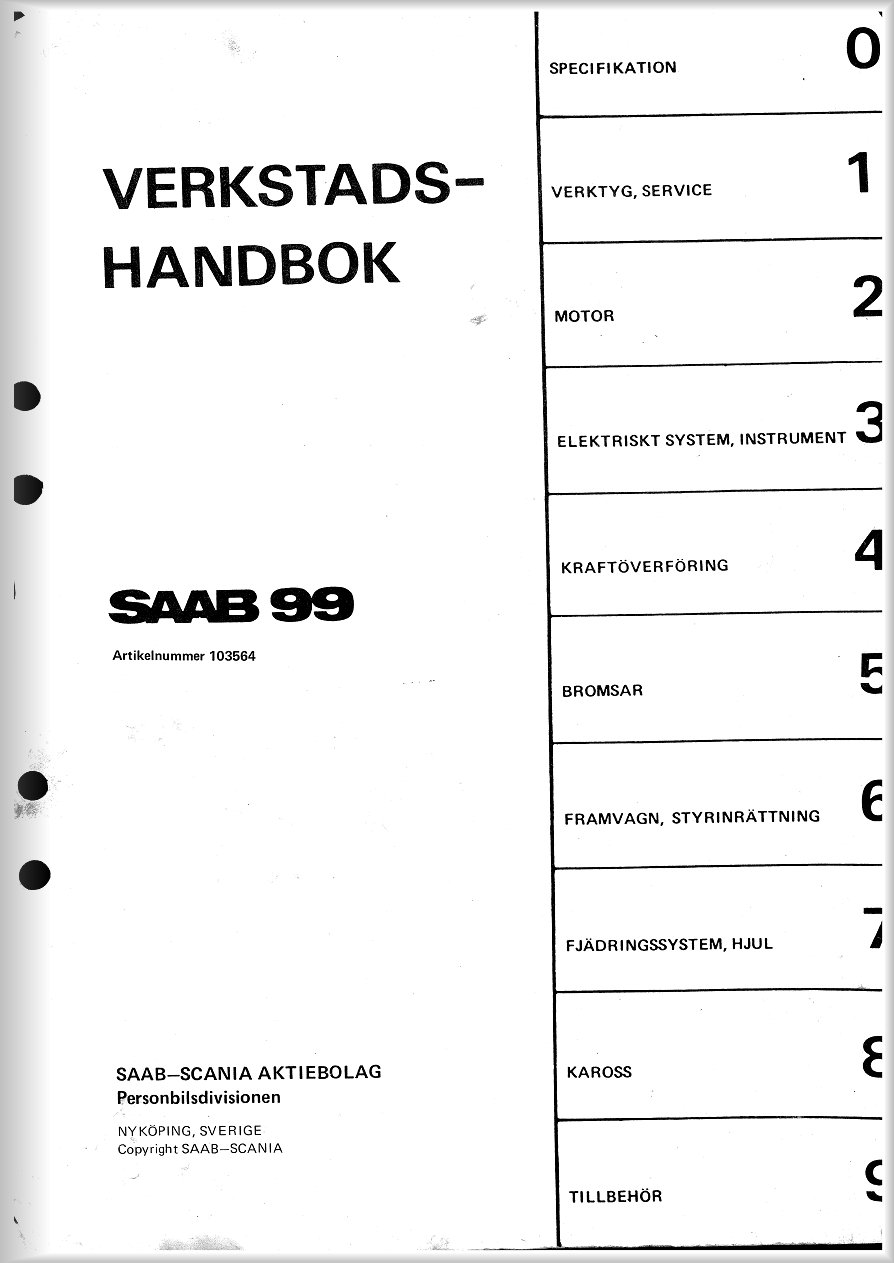 VERKSTADS–
HANDBOK
SAAB 99
Artikelnummer 103564
SAAB–SCANIA AKTIEBOLAG
Personbilsdivisionen
NYKÖPING, SVERIGE
Copyright SAAB–SCANIA
SPECIFIKATION 0
VERKTYG, SERVICE 1
MOTOR 2
ELEKTRISKT SYSTEM, INSTRUMENT 3
KRAFTÖVERFÖRING 4
BROMSAR 5
FRAMVAGN, STYRINRÄTTNING 6
FJÄDRINGSSYSTEM, HJUL 7
KAROSS 8
TILLBEHÖR 9